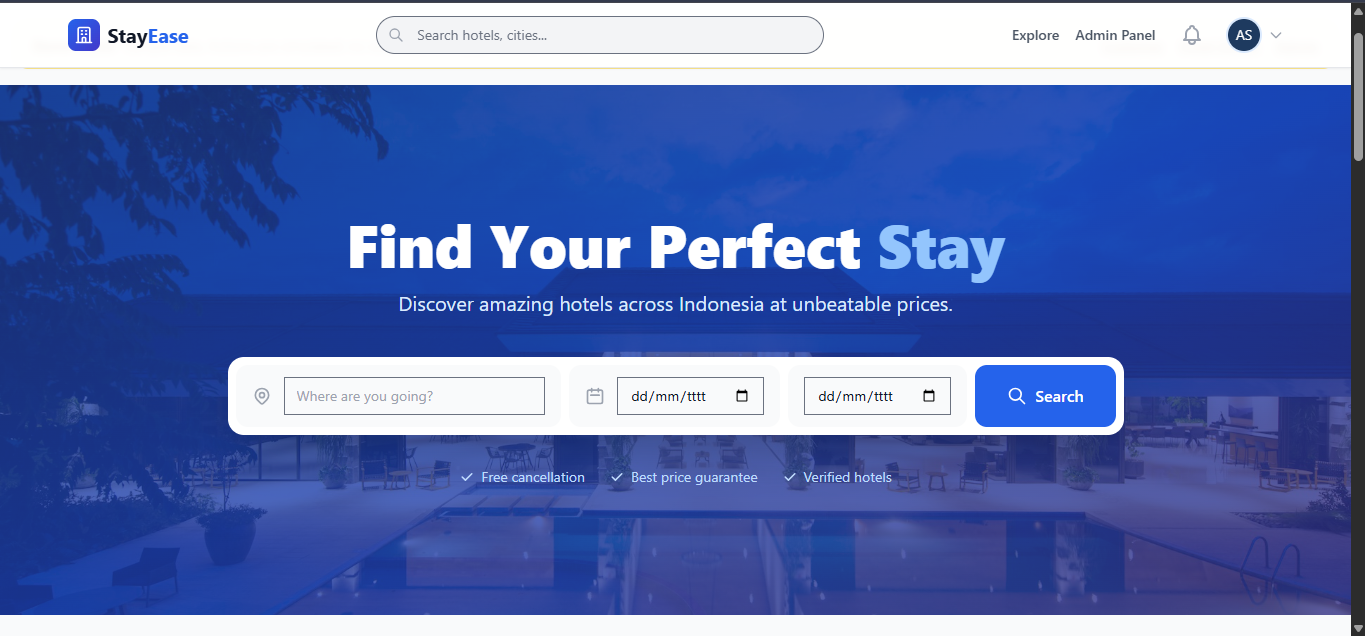 StayEase
Search hotels, cities...
Explore
Admin Panel
AS
Find Your Perfect Stay
Discover amazing hotels across Indonesia at unbeatable prices.
Where are you going?
dd/mm/tttt
dd/mm/tttt
Search
Free cancellation
Best price guarantee
Verified hotels